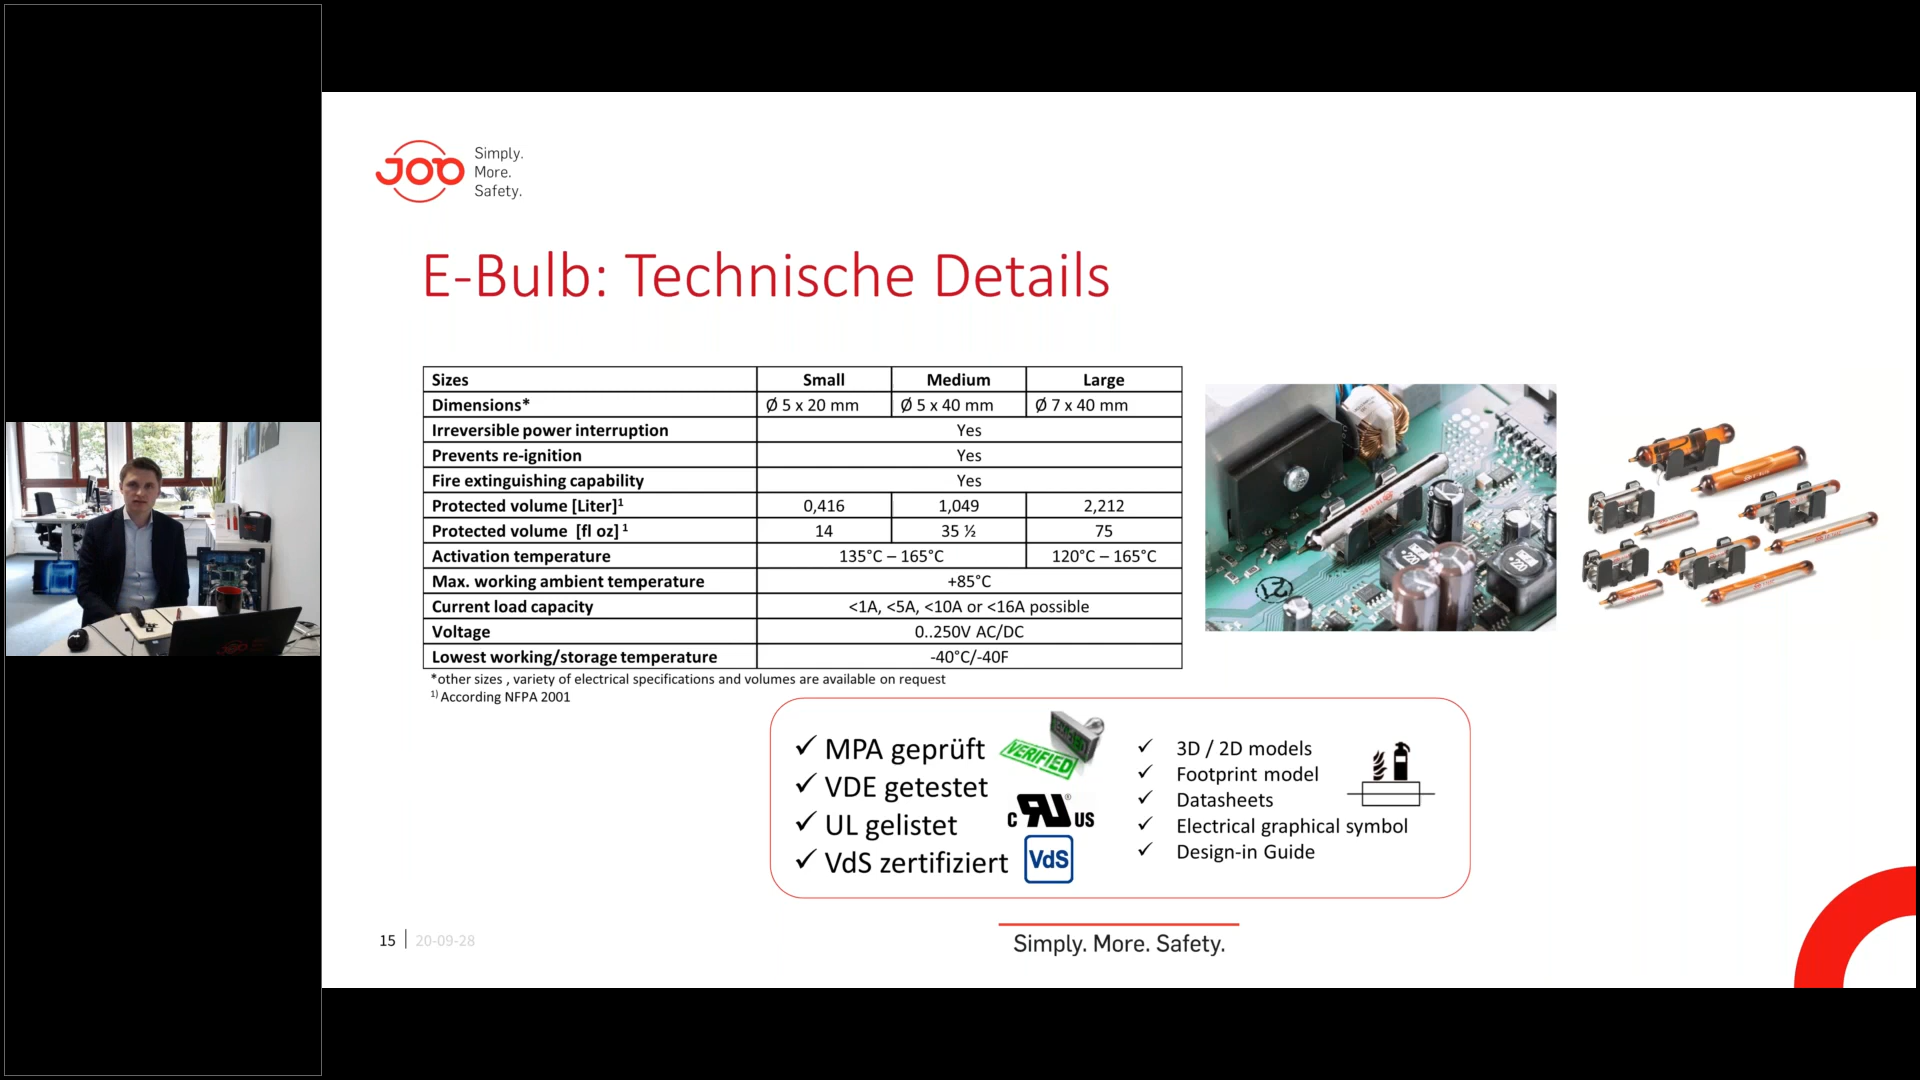 JOB
Simply.
More.
Safety.
E-Bulb: Technische Details
Sizes Small Medium Large
Dimensions* Ø 5 x 20 mm Ø 5 x 40 mm Ø 7 x 40 mm
Irreversible power interruption Yes
Prevents re-ignition Yes
Fire extinguishing capability Yes
Protected volume [Liter]¹ 0,416 1,049 2,212
Protected volume [fl oz] ¹ 14 35 ½ 75
Activation temperature 135°C – 165°C 120°C – 165°C
Max. working ambient temperature +85°C
Current load capacity <1A, <5A, <10A or <16A possible
Voltage 0..250V AC/DC
Lowest working/storage temperature -40°C/-40F
*other sizes , variety of electrical specifications and volumes are available on request
¹⁾ According NFPA 2001
✓ MPA geprüft
✓ VDE getestet
✓ UL gelistet
✓ VdS zertifiziert
VERIFIED
C US ®
VdS
✓ 3D / 2D models
✓ Footprint model
✓ Datasheets
✓ Electrical graphical symbol
✓ Design-in Guide
15 | 20-09-28
Simply. More. Safety.